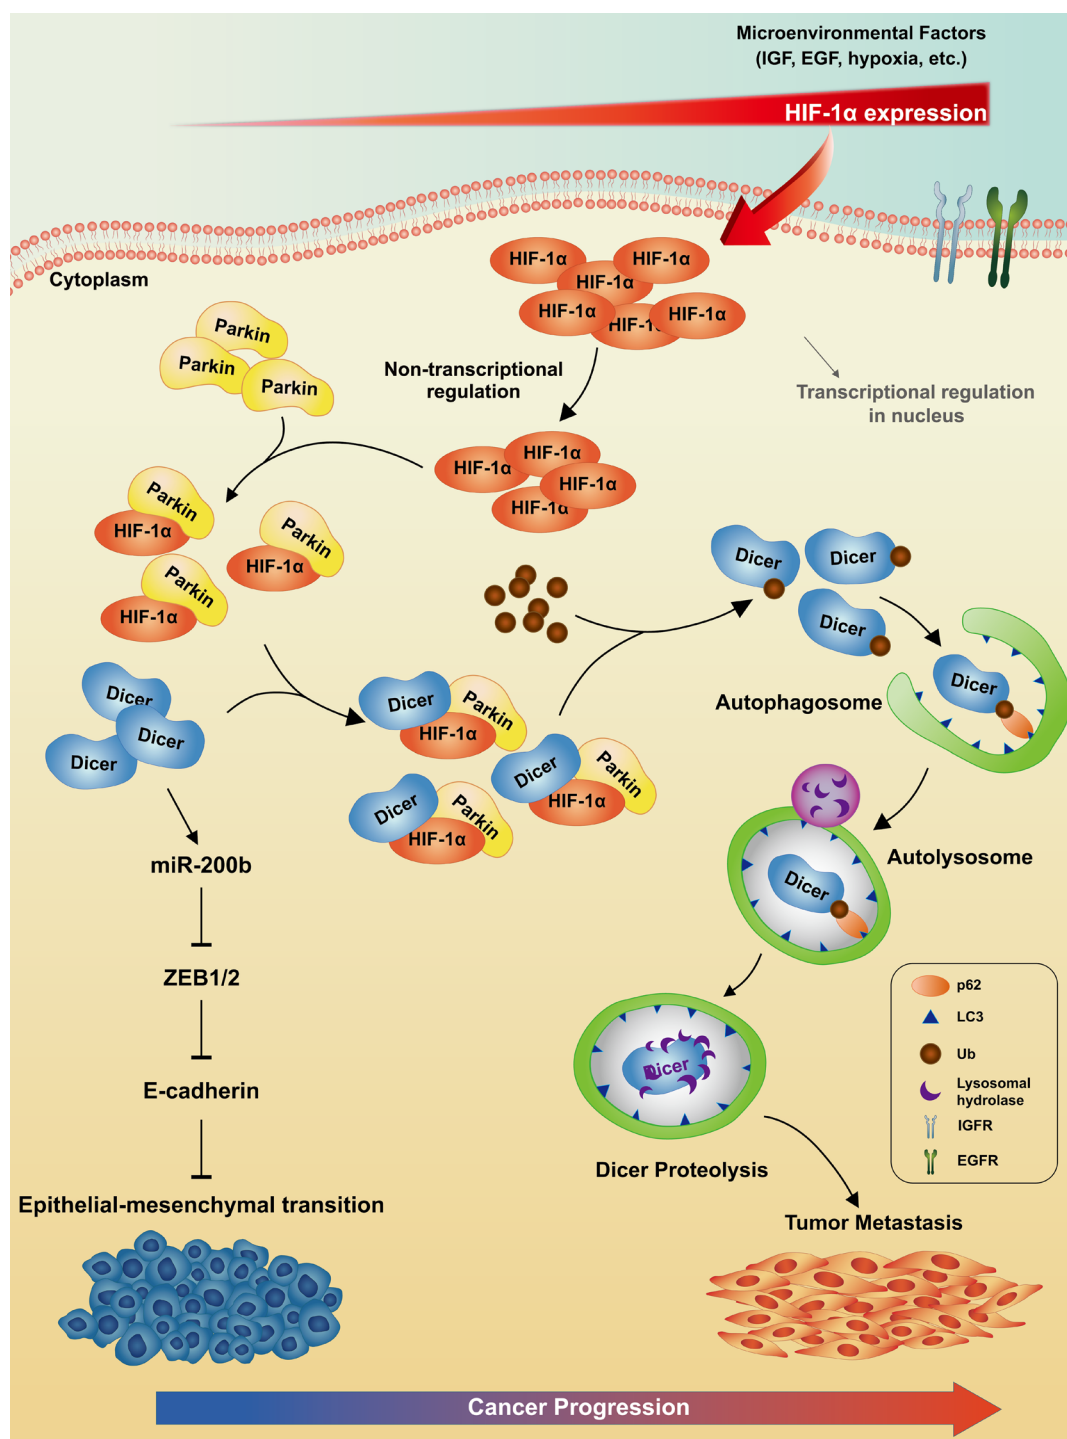 Microenvironmental Factors
(IGF, EGF, hypoxia, etc.)
HIF-1α expression
Cytoplasm
HIF-1α
HIF-1α
HIF-1α
HIF-1α
HIF-1α
HIF-1
Parkin
Parkin
Parkin
Non-transcriptional
regulation
Transcriptional regulation
in nucleus
HIF-1α
HIF-1α
HIF-1α
HIF-1α
Parkin
HIF-1α
Parkin
HIF-1α
Parkin
HIF-1α
Dicer
Dicer
Dicer
Dicer
Parkin
HIF-1α
Dicer
Parkin
HIF-1α
Dicer
Parkin
HIF-1α
Dicer
Dicer
Dicer
Dicer
Autophagosome
Dicer
Autolysosome
miR-200b
ZEB1/2
E-cadherin
Epithelial-mesenchymal transition
Dicer
Dicer Proteolysis
Tumor Metastasis
p62
LC3
Ub
Lysosomal
hydrolase
IGFR
EGFR
Cancer Progression